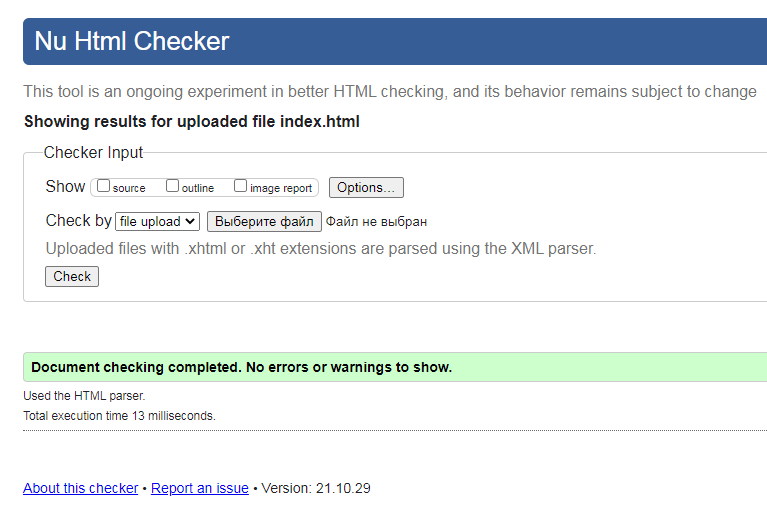 Nu Html Checker
This tool is an ongoing experiment in better HTML checking, and its behavior remains subject to change
Showing results for uploaded file index.html
Checker Input
Show source outline image report Options...
Check by file upload Выберите файл Файл не выбран
Uploaded files with .xhtml or .xht extensions are parsed using the XML parser.
Check
Document checking completed. No errors or warnings to show.
Used the HTML parser.
Total execution time 13 milliseconds.
About this checker • Report an issue • Version: 21.10.29